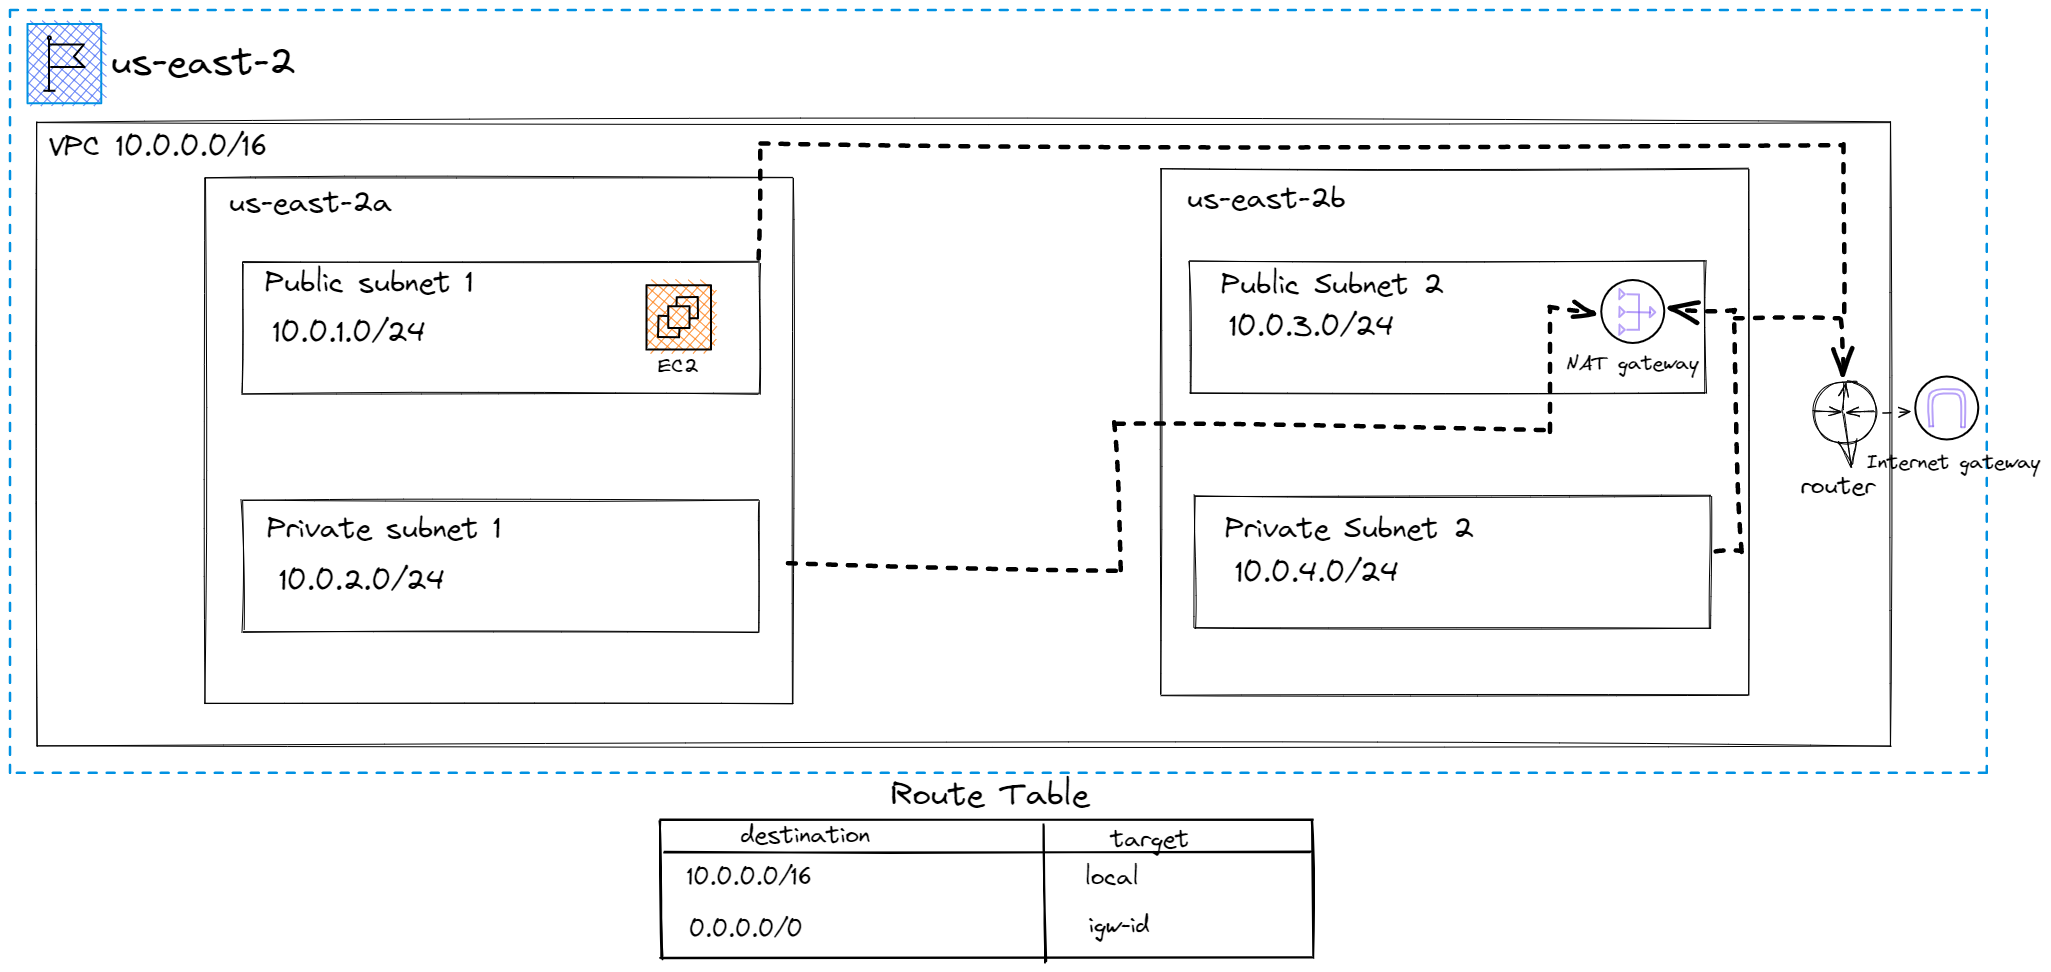 us-east-2
VPC 10.0.0.0/16
us-east-2a
Public subnet 1
10.0.1.0/24
EC2
Private subnet 1
10.0.2.0/24
us-east-2b
Public Subnet 2
10.0.3.0/24
NAT gateway
Private Subnet 2
10.0.4.0/24
router
Internet gateway
Route Table
destination target
10.0.0.0/16 local
0.0.0.0/0 igw-id